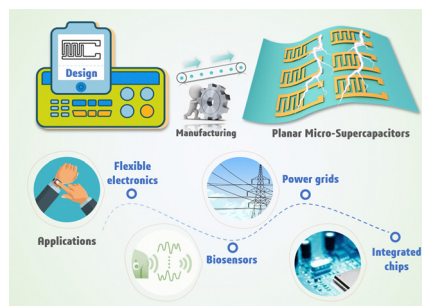 Design
Manufacturing
Planar Micro-Supercapacitors
Flexible
electronics
Power grids
Applications
Biosensors
Integrated
chips